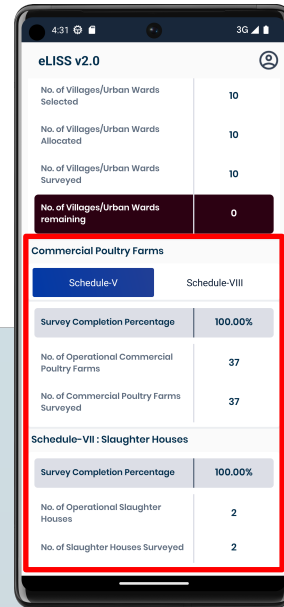 4:31 3G
eLISS v2.0
No. of Villages/Urban Wards
Selected
10
No. of Villages/Urban Wards
Allocated
10
No. of Villages/Urban Wards
Surveyed
10
No. of Villages/Urban Wards
remaining
0
Commercial Poultry Farms
Schedule-V Schedule-VIII
Survey Completion Percentage 100.00%
No. of Operational Commercial
Poultry Farms
37
No. of Commercial Poultry Farms
Surveyed
37
Schedule-VII : Slaughter Houses
Survey Completion Percentage 100.00%
No. of Operational Slaughter
Houses
2
No. of Slaughter Houses Surveyed 2